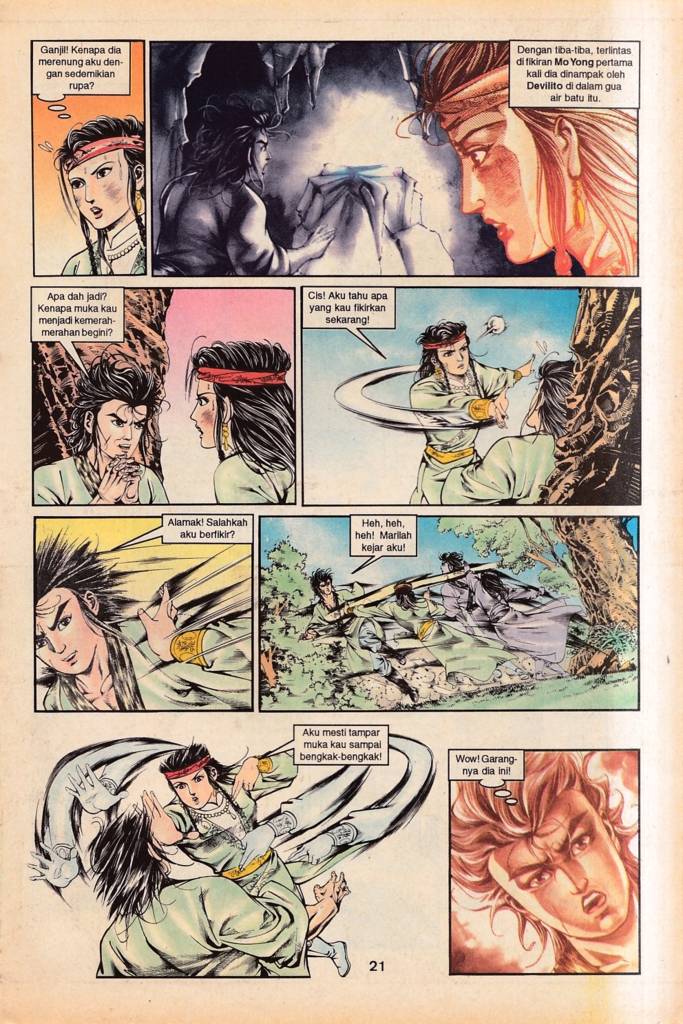 Ganjil! Kenapa dia
merenung aku den-
gan sedemikian
rupa?
Dengan tiba-tiba, terlintas
di fikiran Mo Yong pertama
kali dia dinampak oleh
Devilito di dalam gua
air batu itu.
Apa dah jadi?
Kenapa muka kau
menjadi kemerah-
merahan begini?
Cis! Aku tahu apa
yang kau fikirkan
sekarang!
Alamak! Salahkah
aku berfikir?
Heh, heh,
heh! Marilah
kejar aku!
Aku mesti tampar
muka kau sampai
bengkak-bengkak!
Wow! Garang-
nya dia ini!
21